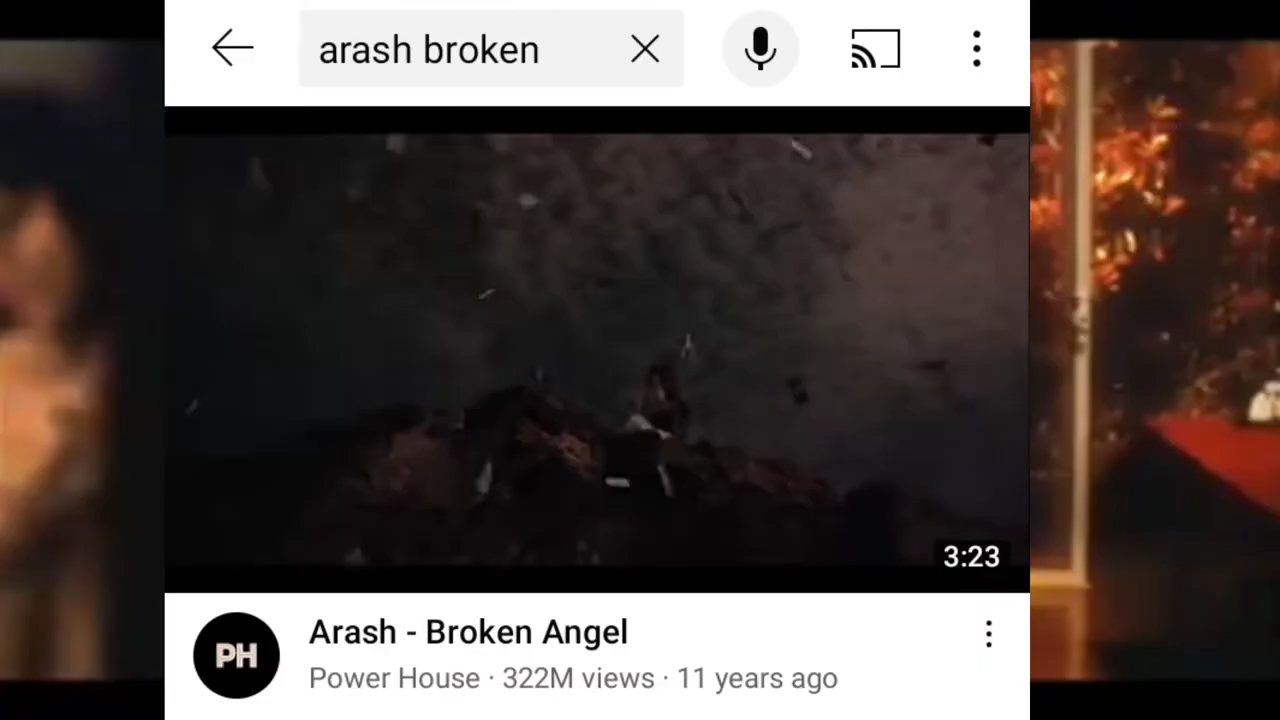 arash broken
3:23
PH
Arash - Broken Angel
Power House · 322M views · 11 years ago